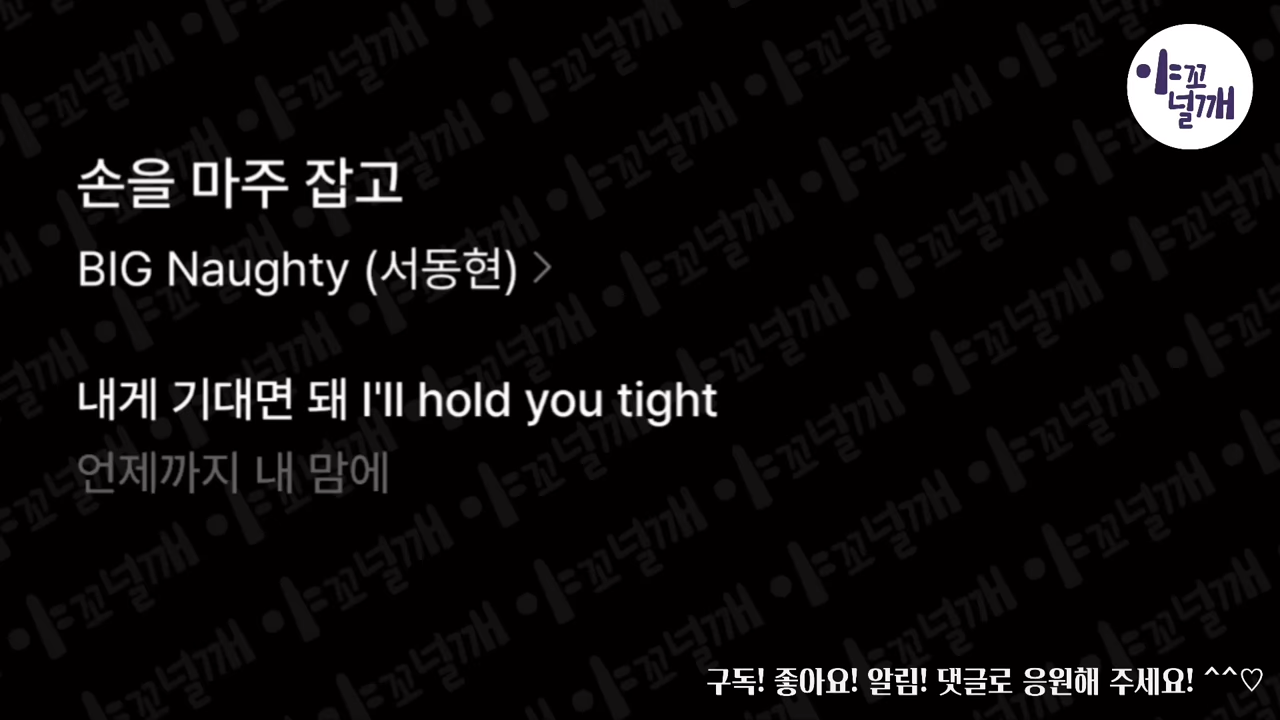 야꼬
널깨
손을 마주 잡고
BIG Naughty (서동현) >
내게 기대면 돼 I'll hold you tight
언제까지 내 맘에
구독! 좋아요! 알림! 댓글로 응원해 주세요! ^^♡